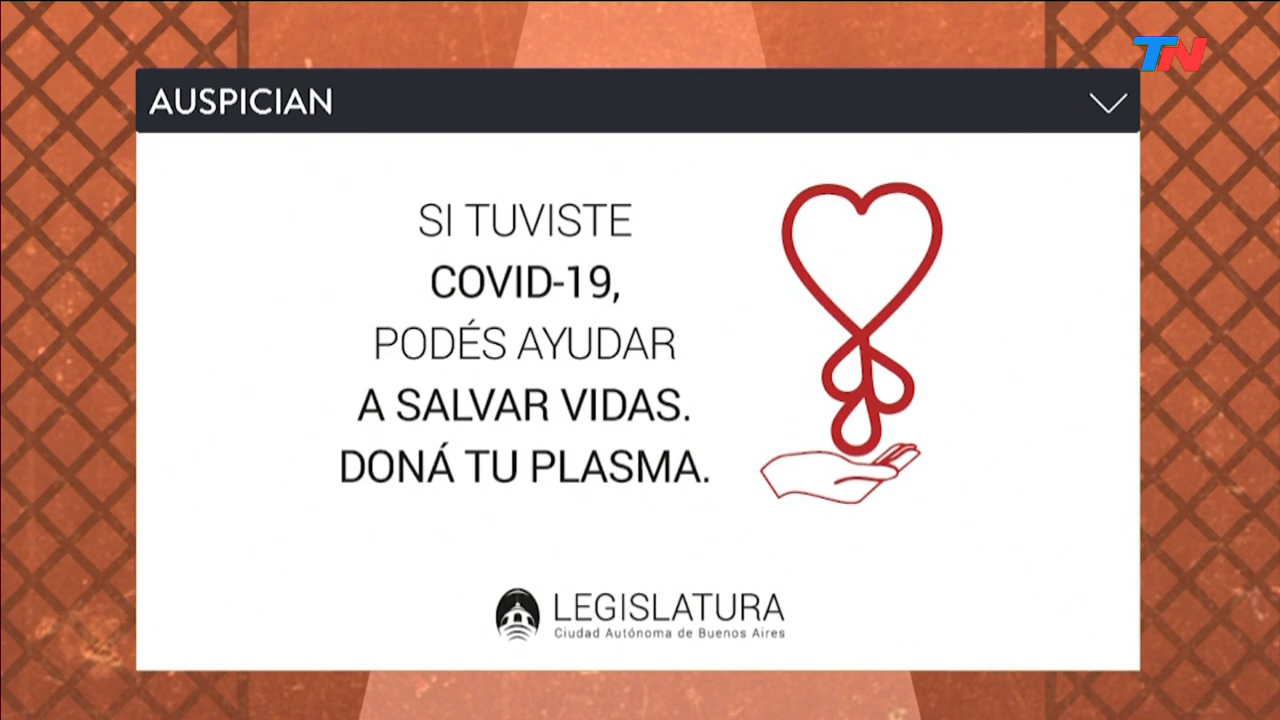 TN
AUSPICIAN
SI TUVISTE
COVID-19,
PODÉS AYUDAR
A SALVAR VIDAS.
DONÁ TU PLASMA.
LEGISLATURA
Ciudad Autónoma de Buenos Aires